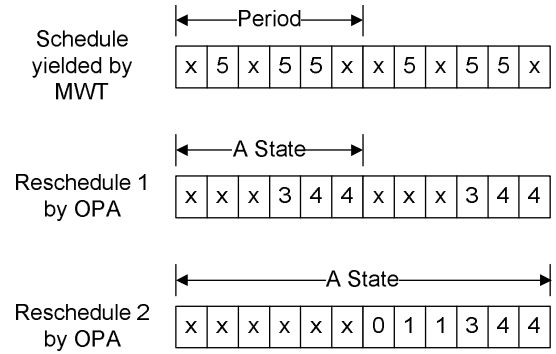 Period
Schedule
yielded by
MWT
x 5 x 5 5 x x 5 x 5 5 x
A State
Reschedule 1
by OPA
x x x 3 4 4 x x x 3 4 4
A State
Reschedule 2
by OPA
x x x x x x 0 1 1 3 4 4